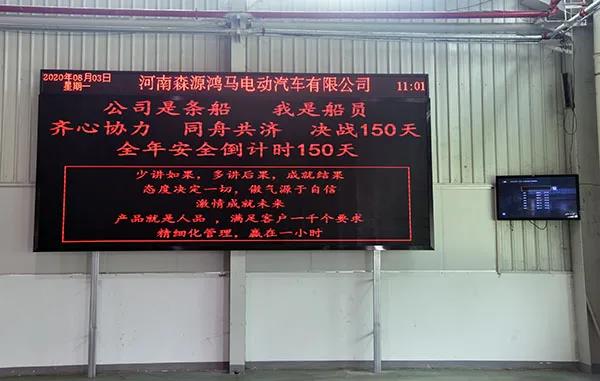 2020年08月03日
星期一
河南森源鸿马电动汽车有限公司
11:01
公司是条船 我是船员
齐心协力 同舟共济 决战150天
全年安全倒计时150天
少讲如果，多讲后果，成就结果
态度决定一切，傲气源于自信
激情成就未来
产品就是人品，满足客户一千个要求
精细化管理，赢在一小时